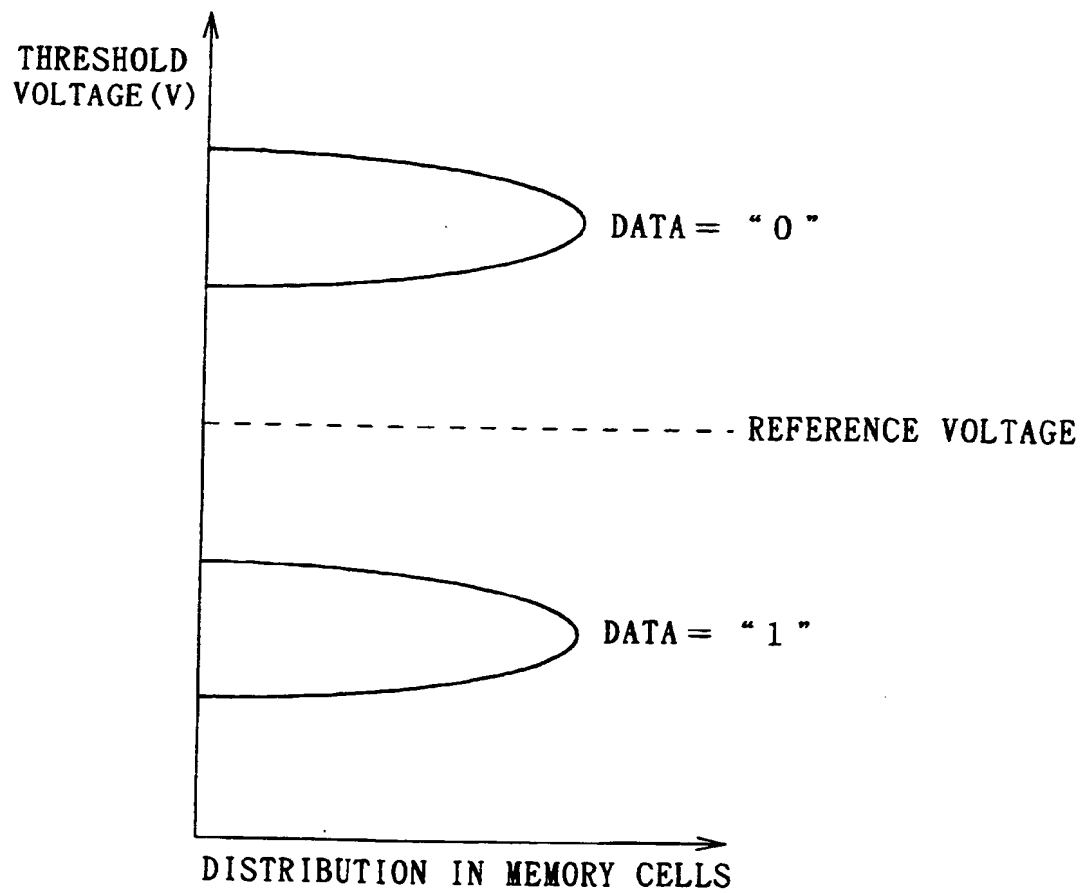 THRESHOLD
VOLTAGE(V)
DATA = “0”
REFERENCE VOLTAGE
DATA = “1”
DISTRIBUTION IN MEMORY CELLS